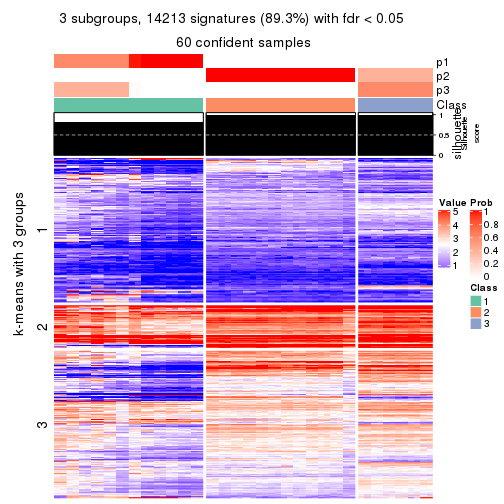 3 subgroups, 14213 signatures (89.3%) with fdr < 0.05
60 confident samples
p1
p2
p3
Class
silhouette
Silhouette
score
1
0.5
0
k-means with 3 groups
1
2
3
Value
5
4
3
2
1
Prob
1
0.8
0.6
0.4
0.2
0
Class
1
2
3